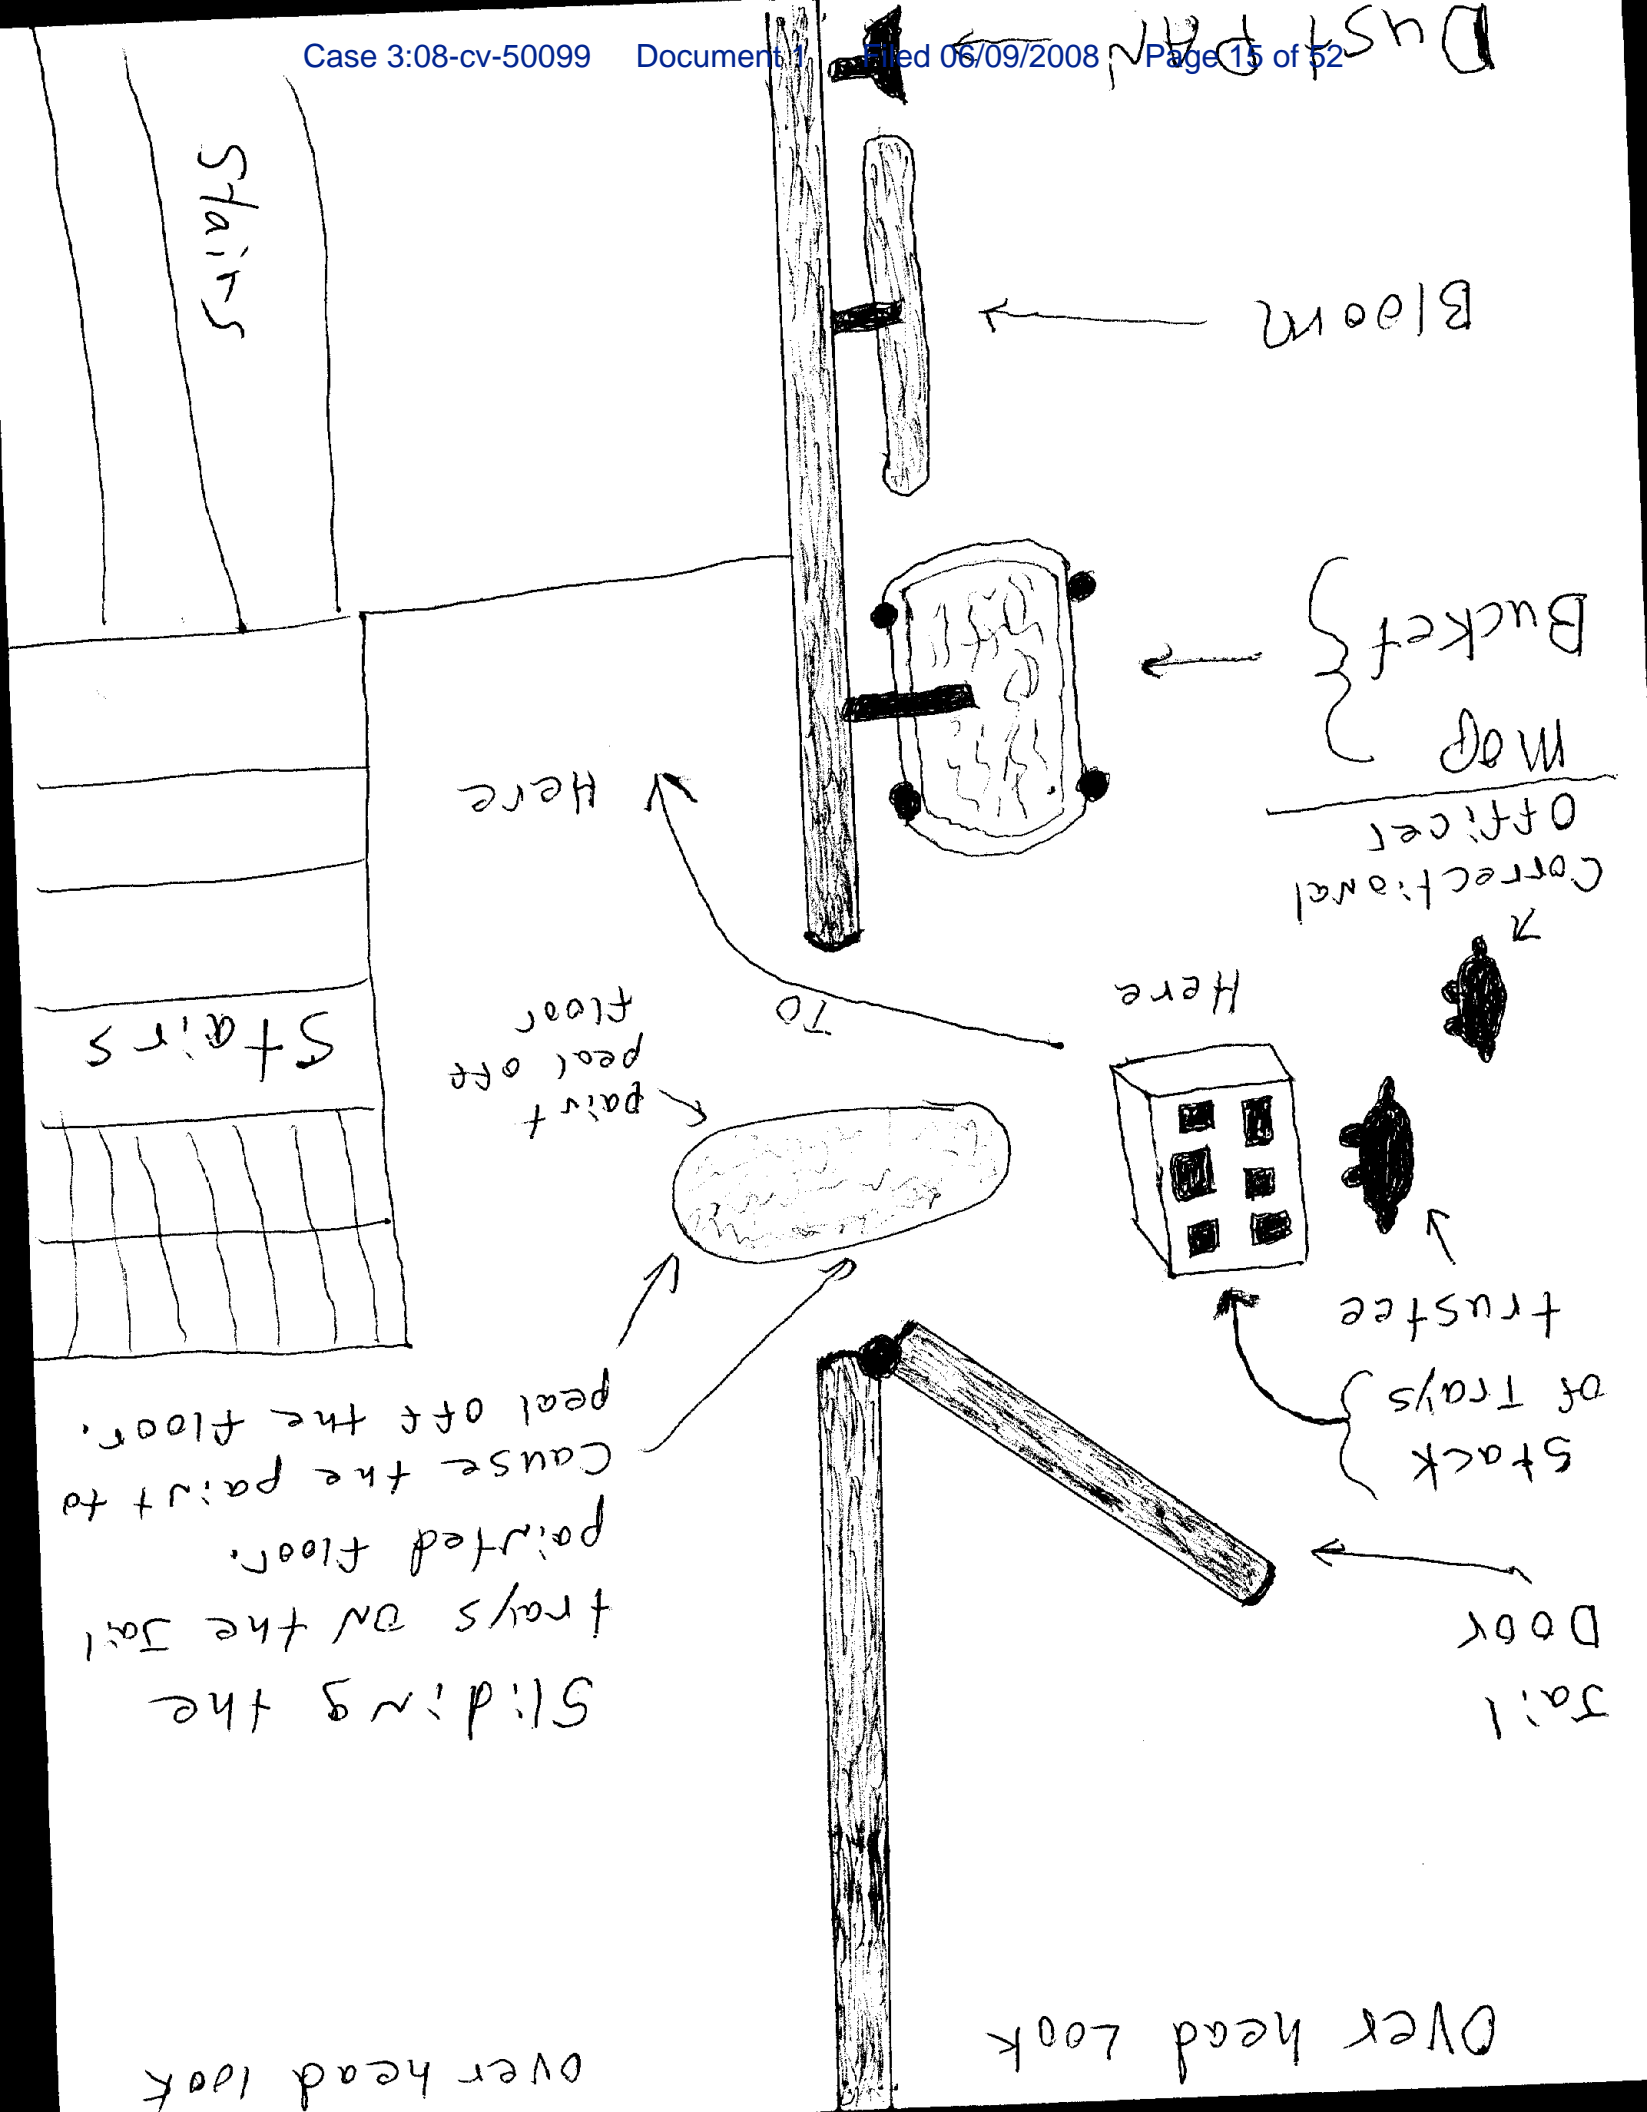 Case 3:08-cv-50099 Document 1 Filed 06/09/2008 Page 15 of 52
Over head Look
over head look
Jail
Door
Sliding the
trays ON the Jail
painted floor.
Cause the paint to
peal off the floor.
Stack
of Trays
trustee
paint
peal off
floor
Stairs
Here
TO
Here
Correctional
Officer
Mop
Bucket
Bloom
Stairs
Dust PAN